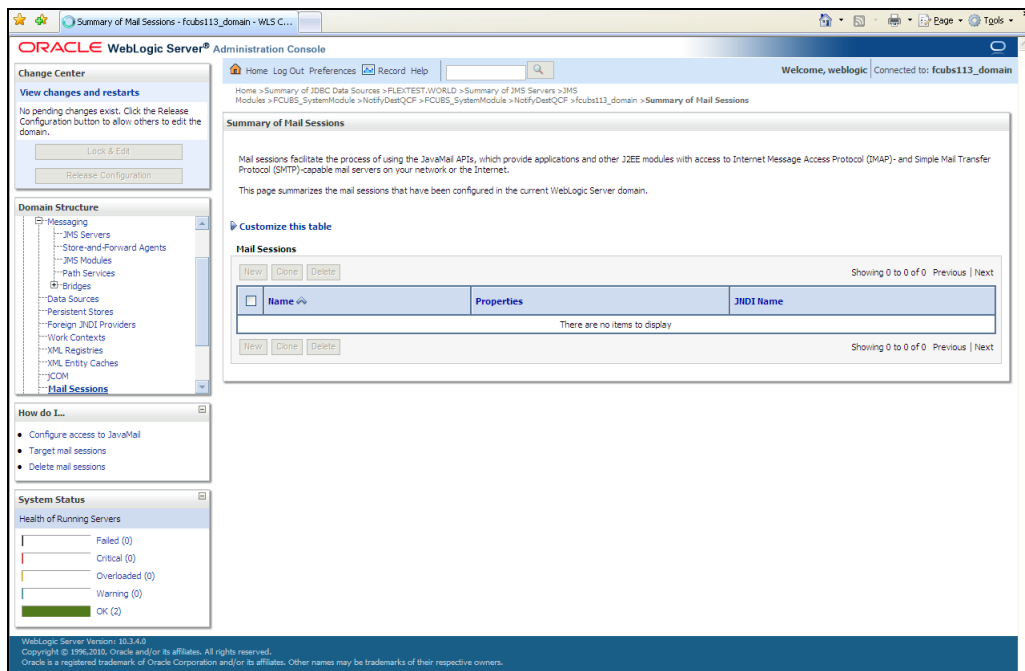 Summary of Mail Sessions - fcubs113_domain - WLS C...
Page
Tools
ORACLE WebLogic Server® Administration Console
Change Center
View changes and restarts
No pending changes exist. Click the Release
Configuration button to allow others to edit the
domain.
Lock & Edit
Release Configuration
Domain Structure
Messaging
JMS Servers
Store-and-Forward Agents
JMS Modules
Path Services
Bridges
Data Sources
Persistent Stores
Foreign JNDI Providers
Work Contexts
XML Registries
XML Entity Caches
jCOM
Mail Sessions
How do I...
Configure access to JavaMail
Target mail sessions
Delete mail sessions
System Status
Health of Running Servers
Failed (0)
Critical (0)
Overloaded (0)
Warning (0)
OK (2)
Home Log Out Preferences Record Help
Welcome, weblogic Connected to: fcubs113_domain
Home >Summary of JDBC Data Sources >FLEXTEST.WORLD >Summary of JMS Servers >JMS
Modules >FCUBS_SystemModule >NotifyDestQCF >FCUBS_SystemModule >NotifyDestQCF >fcubs113_domain >Summary of Mail Sessions
Summary of Mail Sessions
Mail sessions facilitate the process of using the JavaMail APIs, which provide applications and other J2EE modules with access to Internet Message Access Protocol (IMAP)- and Simple Mail Transfer
Protocol (SMTP)-capable mail servers on your network or the Internet.
This page summarizes the mail sessions that have been configured in the current WebLogic Server domain.
Customize this table
Mail Sessions
New Clone Delete Showing 0 to 0 of 0 Previous | Next
Name Properties JNDI Name
There are no items to display
New Clone Delete Showing 0 to 0 of 0 Previous | Next
WebLogic Server Version: 10.3.4.0
Copyright © 1996,2010, Oracle and/or its affiliates. All rights reserved.
Oracle is a registered trademark of Oracle Corporation and/or its affiliates. Other names may be trademarks of their respective owners.